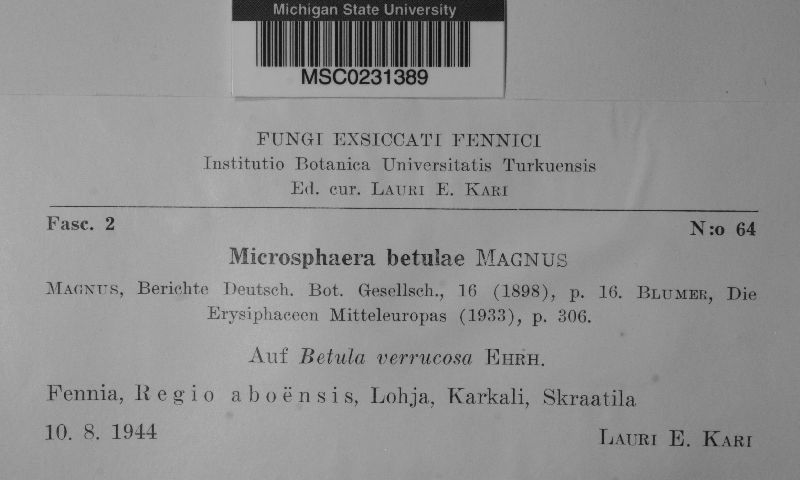 Michigan State University
MSC0231389
FUNGI EXSICCATI FENNICI
Institutio Botanica Universitatis Turkuensis
Ed. cur. LAURI E. KARI
Fasc. 2 N:o 64
Microsphaera betulae MAGNUS
MAGNUS, Berichte Deutsch. Bot. Gesellsch., 16 (1898), p. 16. BLUMER, Die
Erysiphaceen Mitteleuropas (1933), p. 306.
Auf Betula verrucosa EHRH.
Fennia, Regio aboënsis, Lohja, Karkali, Skraatila
10. 8. 1944 LAURI E. KARI